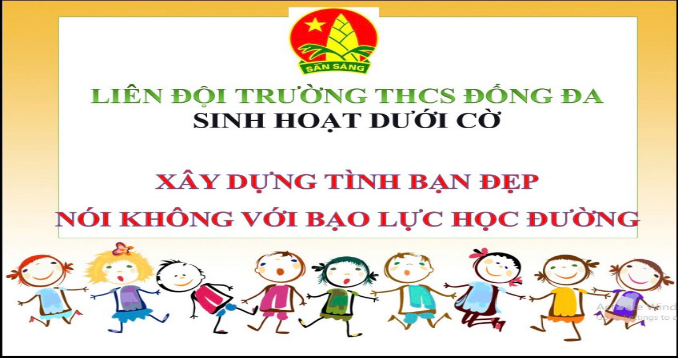 SẴN SÀNG
LIÊN ĐỘI TRƯỜNG THCS ĐỐNG ĐA
SINH HOẠT DƯỚI CỜ
XÂY DỰNG TÌNH BẠN ĐẸP
NÓI KHÔNG VỚI BẠO LỰC HỌC ĐƯỜNG